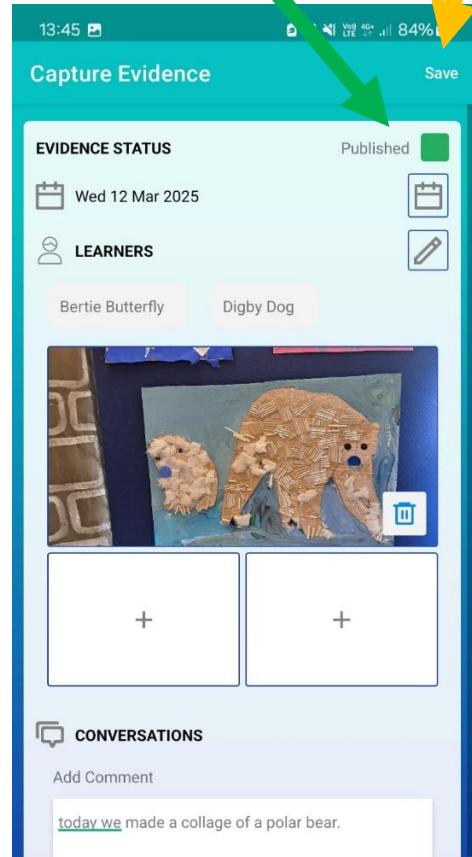 13:45 84%
Capture Evidence Save
EVIDENCE STATUS Published
Wed 12 Mar 2025
LEARNERS
Bertie Butterfly Digby Dog
+ +
CONVERSATIONS
Add Comment
today we made a collage of a polar bear.